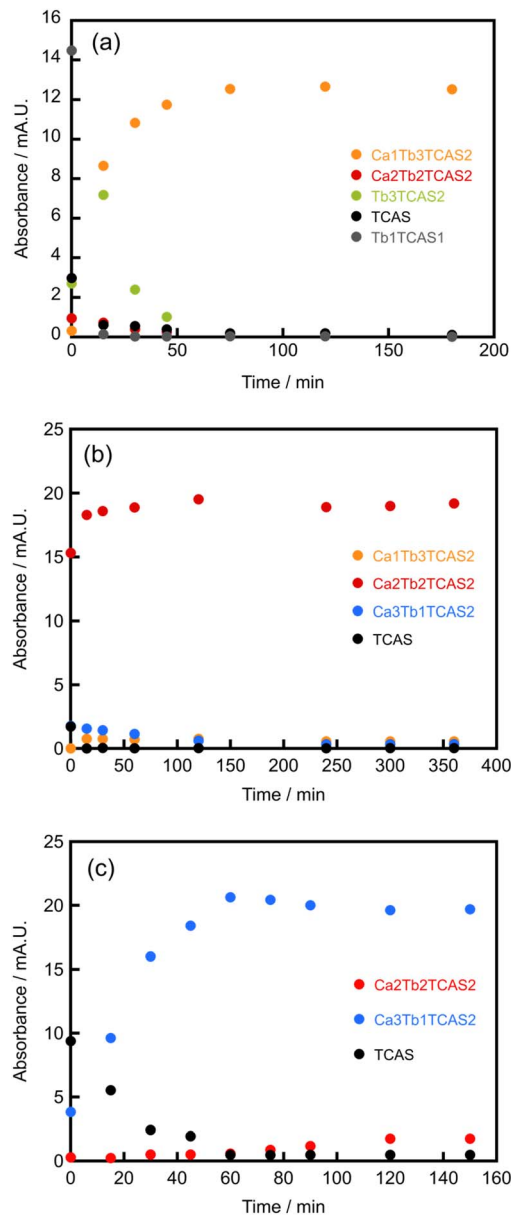 (a)
16
14
12
10
8
6
4
2
0
Absorbance / mA.U.
Ca1Tb3TCAS2
Ca2Tb2TCAS2
Tb3TCAS2
TCAS
Tb1TCAS1
0 50 100 150 200
Time / min
(b)
25
20
15
10
5
0
Absorbance / mA.U.
Ca1Tb3TCAS2
Ca2Tb2TCAS2
Ca3Tb1TCAS2
TCAS
0 50 100 150 200 250 300 350 400
Time / min
(c)
25
20
15
10
5
0
Absorbance / mA.U.
Ca2Tb2TCAS2
Ca3Tb1TCAS2
TCAS
0 20 40 60 80 100 120 140 160
Time / min